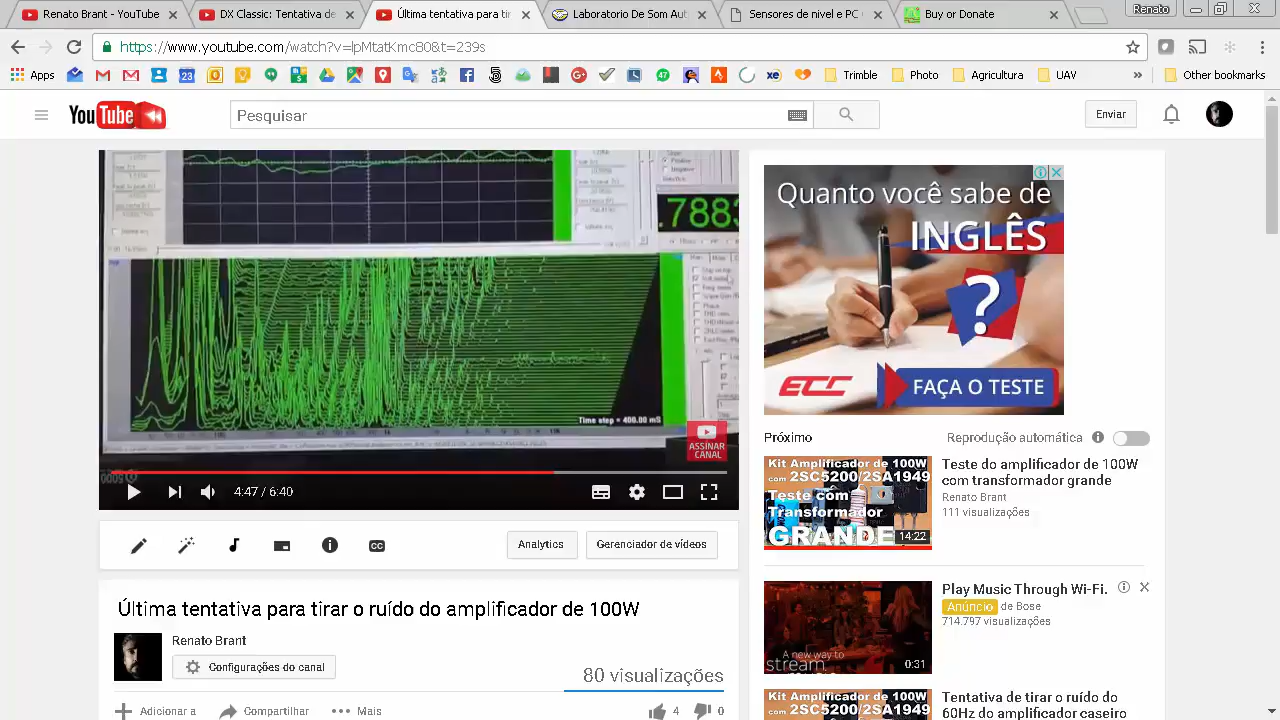 Renato Brant - YouTube
DX Classic: Tentativa de
Última tentativa para tir
Laboratorio De Som Aut
Sensores de nível e PC
Buy or Donate
Renato
https://www.youtube.com/watch?v=lpMtatKmc80&t=239s
Apps
Trimble
Photo
Agricultura
UAV
Other bookmarks
YouTube
Pesquisar
Enviar
7883
Time step = 400.00 mS
ASSINAR
CANAL
4:47 / 6:40
Analytics
Gerenciador de vídeos
Última tentativa para tirar o ruído do amplificador de 100W
Renato Brant
Configurações do canal
80 visualizações
Adicionar a
Compartilhar
Mais
4
0
Quanto você sabe de
INGLÊS
?
ECC
FAÇA O TESTE
Próximo
Reprodução automática
Kit Amplificador de 100W
com 2SC5200/2SA1949
Teste com
Transformador
GRANDE
14:22
Teste do amplificador de 100W
com transformador grande
Renato Brant
111 visualizações
A new way to
stream.
0:31
Play Music Through Wi-Fi.
Anúncio de Bose
714.797 visualizações
Kit Amplificador de 100W
com 2SC5200/2SA1949
Tentativa de tirar o ruído do
60Hz do amplificador caseiro